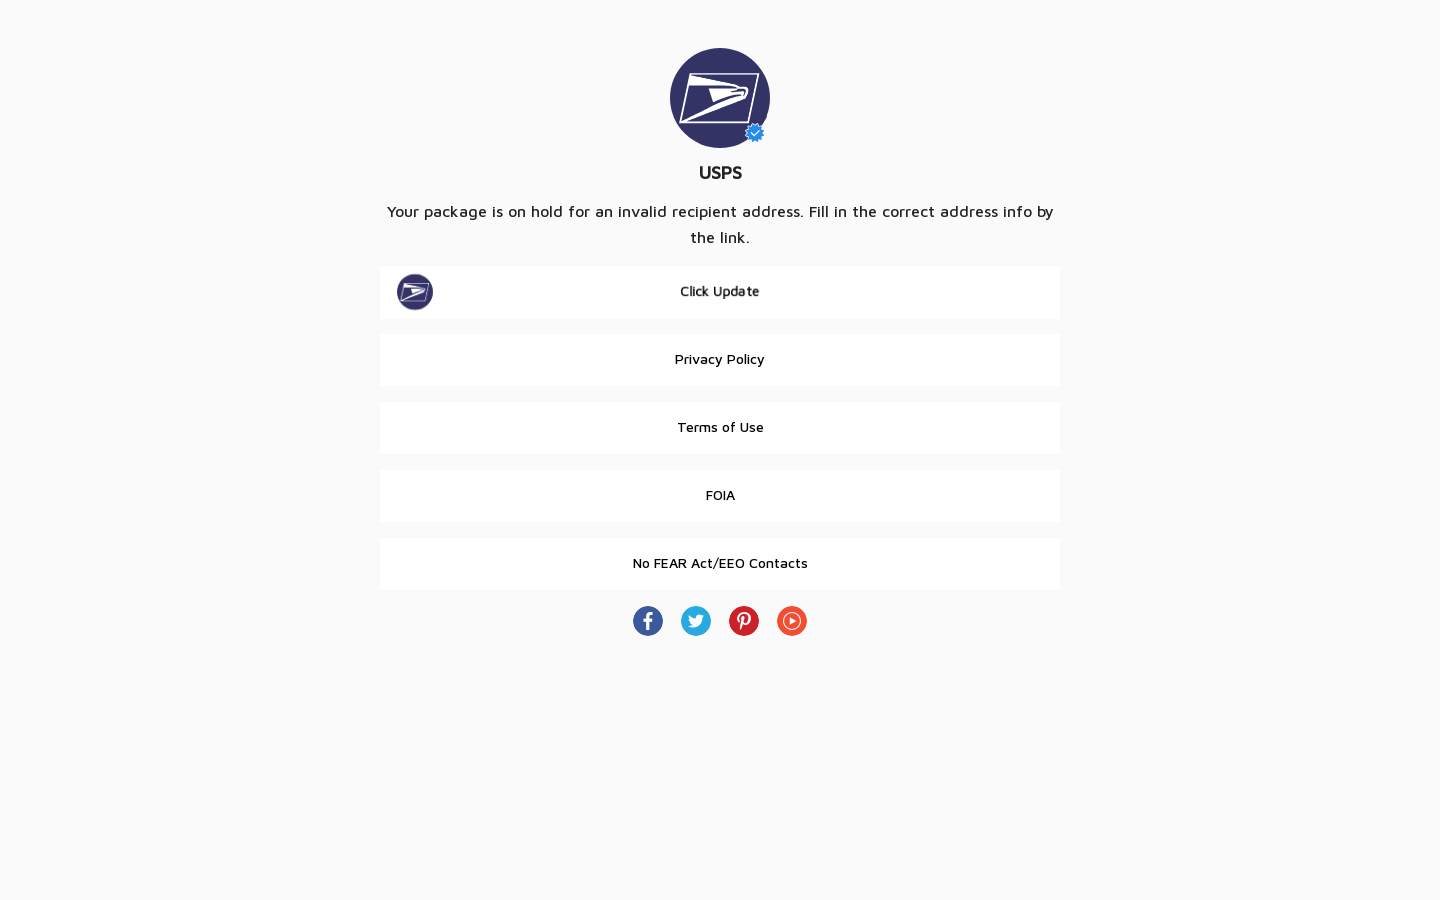 USPS
Your package is on hold for an invalid recipient address. Fill in the correct address info by
the link.
Click Update
Privacy Policy
Terms of Use
FOIA
No FEAR Act/EEO Contacts